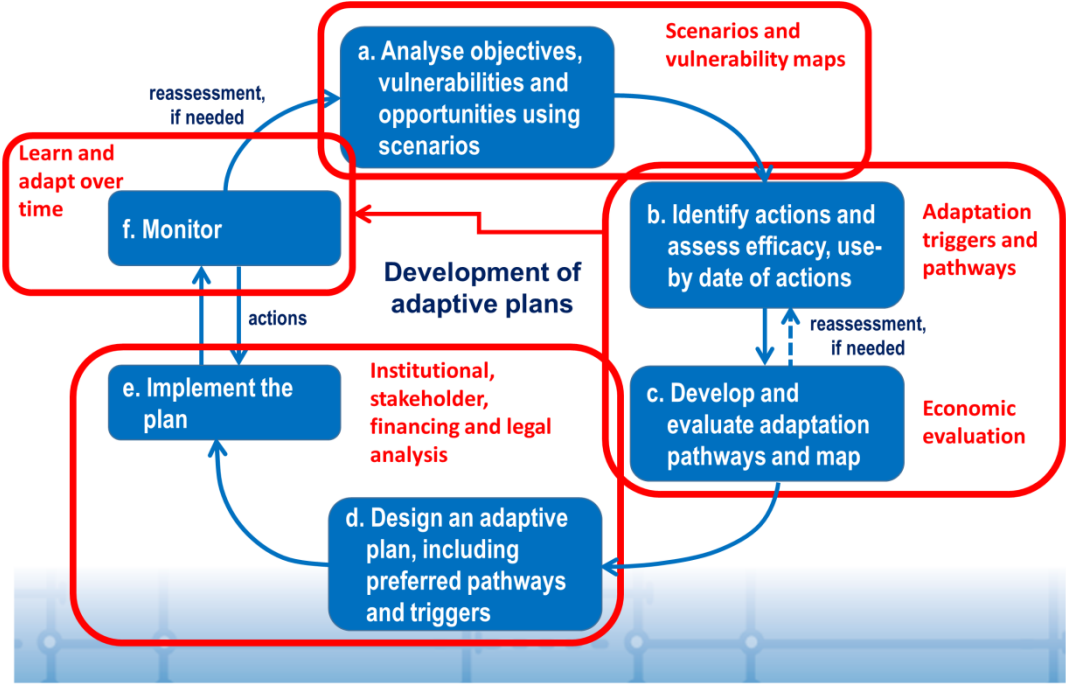 a. Analyse objectives,
vulnerabilities and
opportunities using
scenarios
Scenarios and
vulnerability maps
reassessment,
if needed
Learn and
adapt over
time
f. Monitor
b. Identify actions and
assess efficacy, use-
by date of actions
Adaptation
triggers and
pathways
Development of
adaptive plans
actions
reassessment,
if needed
e. Implement the
plan
Institutional,
stakeholder,
financing and legal
analysis
c. Develop and
evaluate adaptation
pathways and map
Economic
evaluation
d. Design an adaptive
plan, including
preferred pathways
and triggers